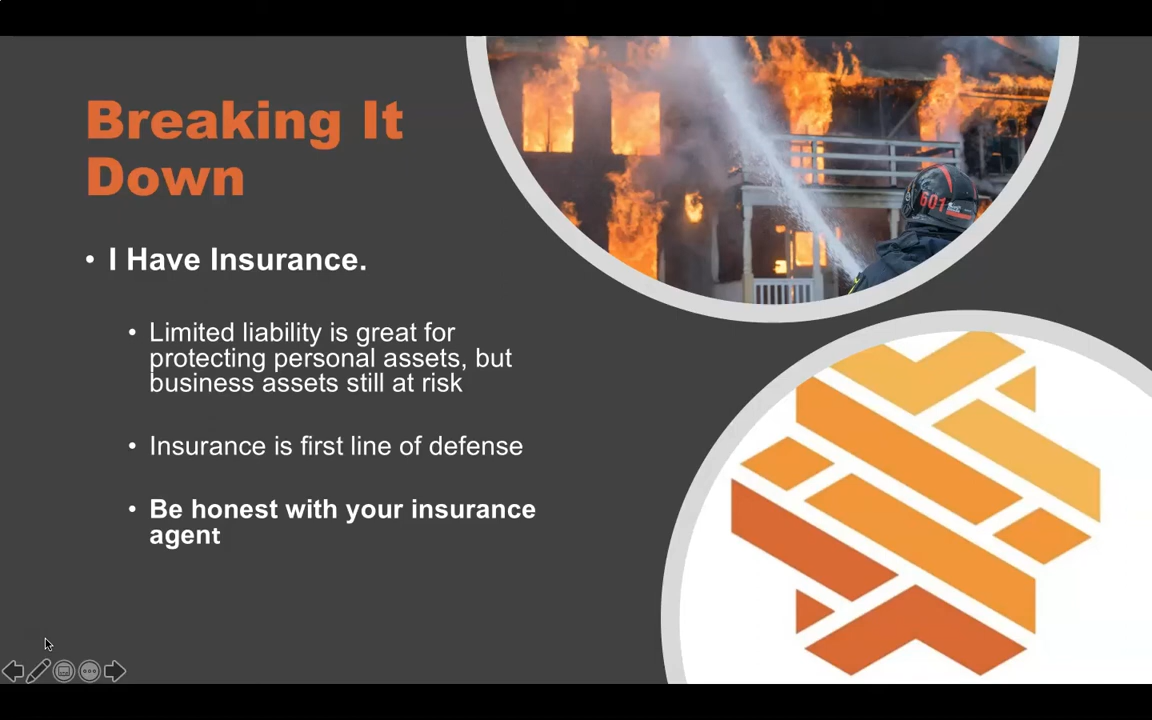 Breaking It
Down
• I Have Insurance.
• Limited liability is great for
protecting personal assets, but
business assets still at risk
• Insurance is first line of defense
• Be honest with your insurance
agent
601